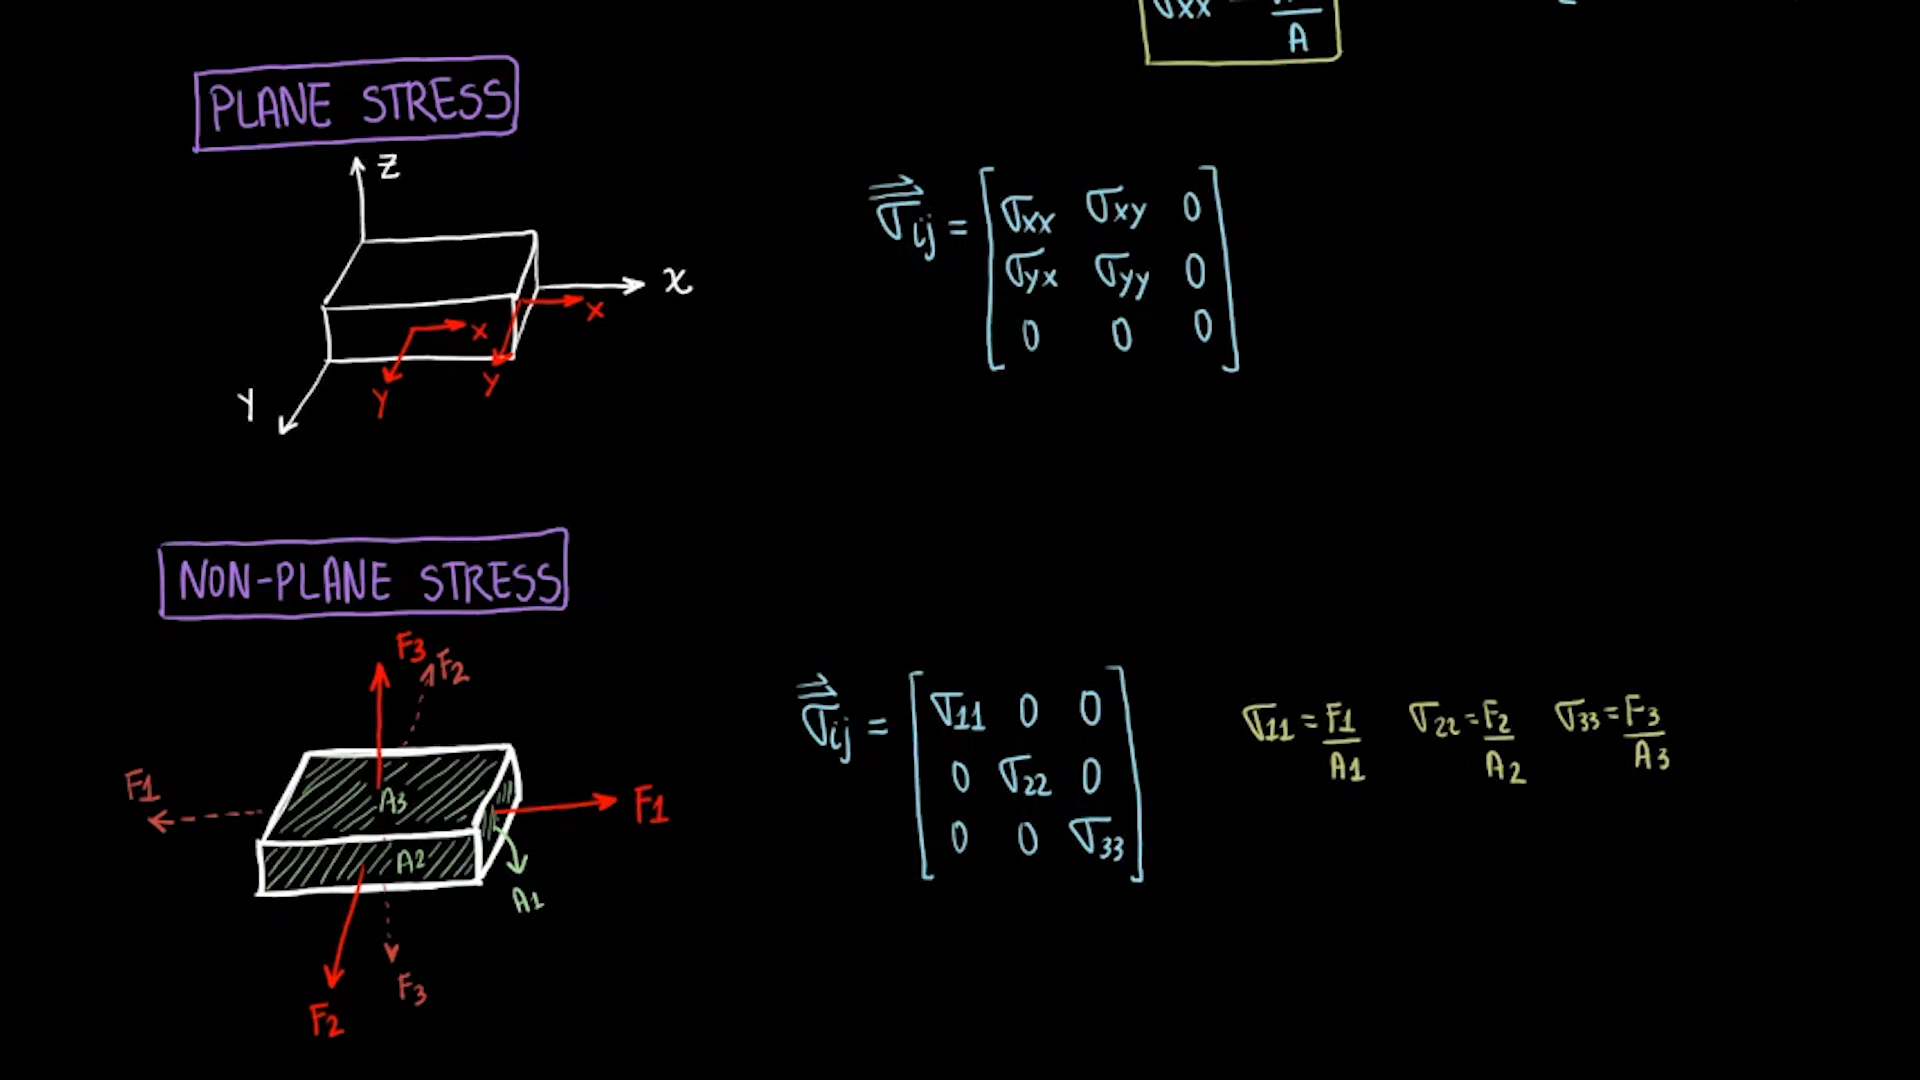 σxx = A
PLANE STRESS
Z
X
X
X
Y
Y
Y
σij = [σxx σxy 0
σyx σyy 0
0 0 0]
NON-PLANE STRESS
F3
F2
F1
F1
A3
A2
A1
F3
F2
σij = [σ11 0 0
0 σ22 0
0 0 σ33]
σ11 = F1/A1 σ22 = F2/A2 σ33 = F3/A3